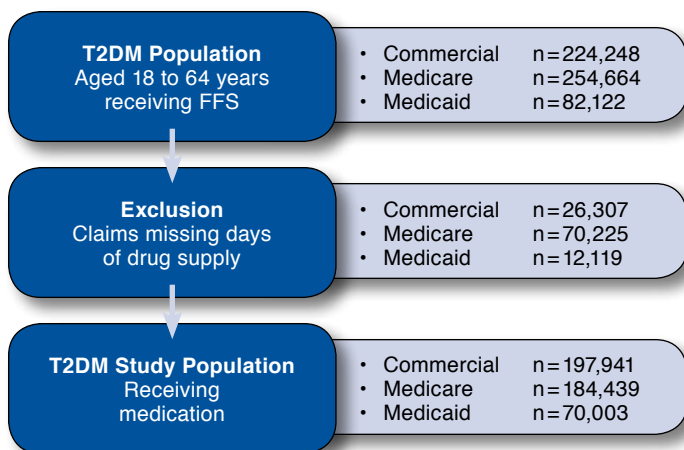 T2DM Population
Aged 18 to 64 years
receiving FFS
• Commercial n=224,248
• Medicare n=254,664
• Medicaid n=82,122
Exclusion
Claims missing days
of drug supply
• Commercial n=26,307
• Medicare n=70,225
• Medicaid n=12,119
T2DM Study Population
Receiving
medication
• Commercial n=197,941
• Medicare n=184,439
• Medicaid n=70,003